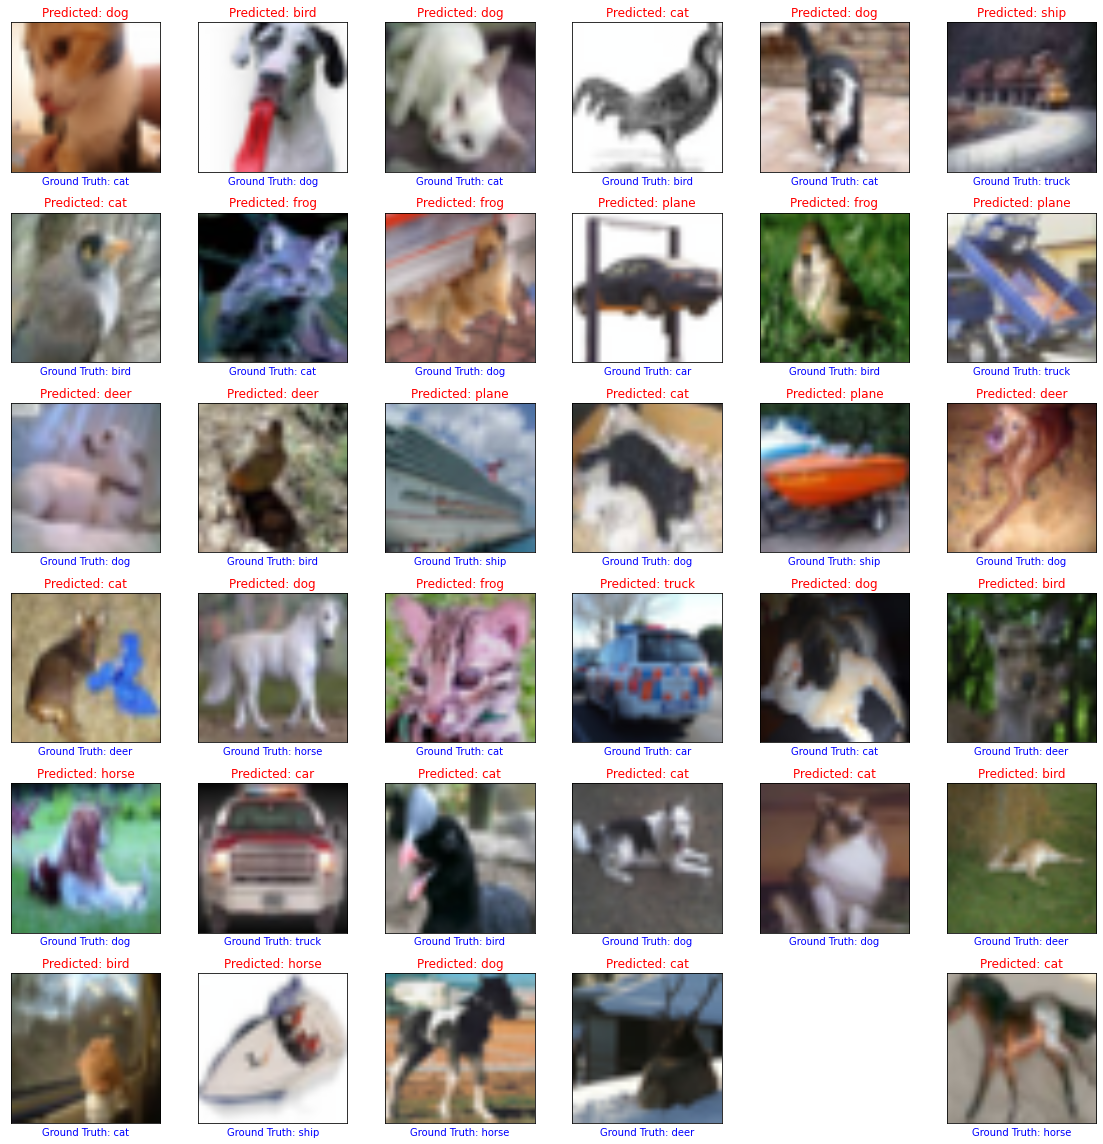 Predicted: dog Predicted: bird Predicted: dog Predicted: cat Predicted: dog Predicted: ship
Ground Truth: cat Ground Truth: dog Ground Truth: cat Ground Truth: bird Ground Truth: cat Ground Truth: truck
Predicted: cat Predicted: frog Predicted: frog Predicted: plane Predicted: frog Predicted: plane
Ground Truth: bird Ground Truth: cat Ground Truth: dog Ground Truth: car Ground Truth: bird Ground Truth: truck
Predicted: deer Predicted: deer Predicted: plane Predicted: cat Predicted: plane Predicted: deer
Ground Truth: dog Ground Truth: bird Ground Truth: ship Ground Truth: dog Ground Truth: ship Ground Truth: dog
Predicted: cat Predicted: dog Predicted: frog Predicted: truck Predicted: dog Predicted: bird
Ground Truth: deer Ground Truth: horse Ground Truth: cat Ground Truth: car Ground Truth: cat Ground Truth: deer
Predicted: horse Predicted: car Predicted: cat Predicted: cat Predicted: cat Predicted: bird
Ground Truth: dog Ground Truth: truck Ground Truth: bird Ground Truth: dog Ground Truth: dog Ground Truth: deer
Predicted: bird Predicted: horse Predicted: dog Predicted: cat Predicted: cat
Ground Truth: cat Ground Truth: ship Ground Truth: horse Ground Truth: deer Ground Truth: horse